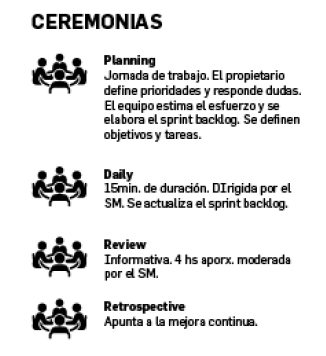 CEREMONIAS
Planning
Jornada de trabajo. El propietario
define prioridades y responde dudas.
El equipo estima el esfuerzo y se
elabora el sprint backlog. Se definen
objetivos y tareas.
Daily
15min. de duración. DIrigida por el
SM. Se actualiza el sprint backlog.
Review
Informativa. 4 hs aporx. moderada
por el SM.
Retrospective
Apunta a la mejora continua.